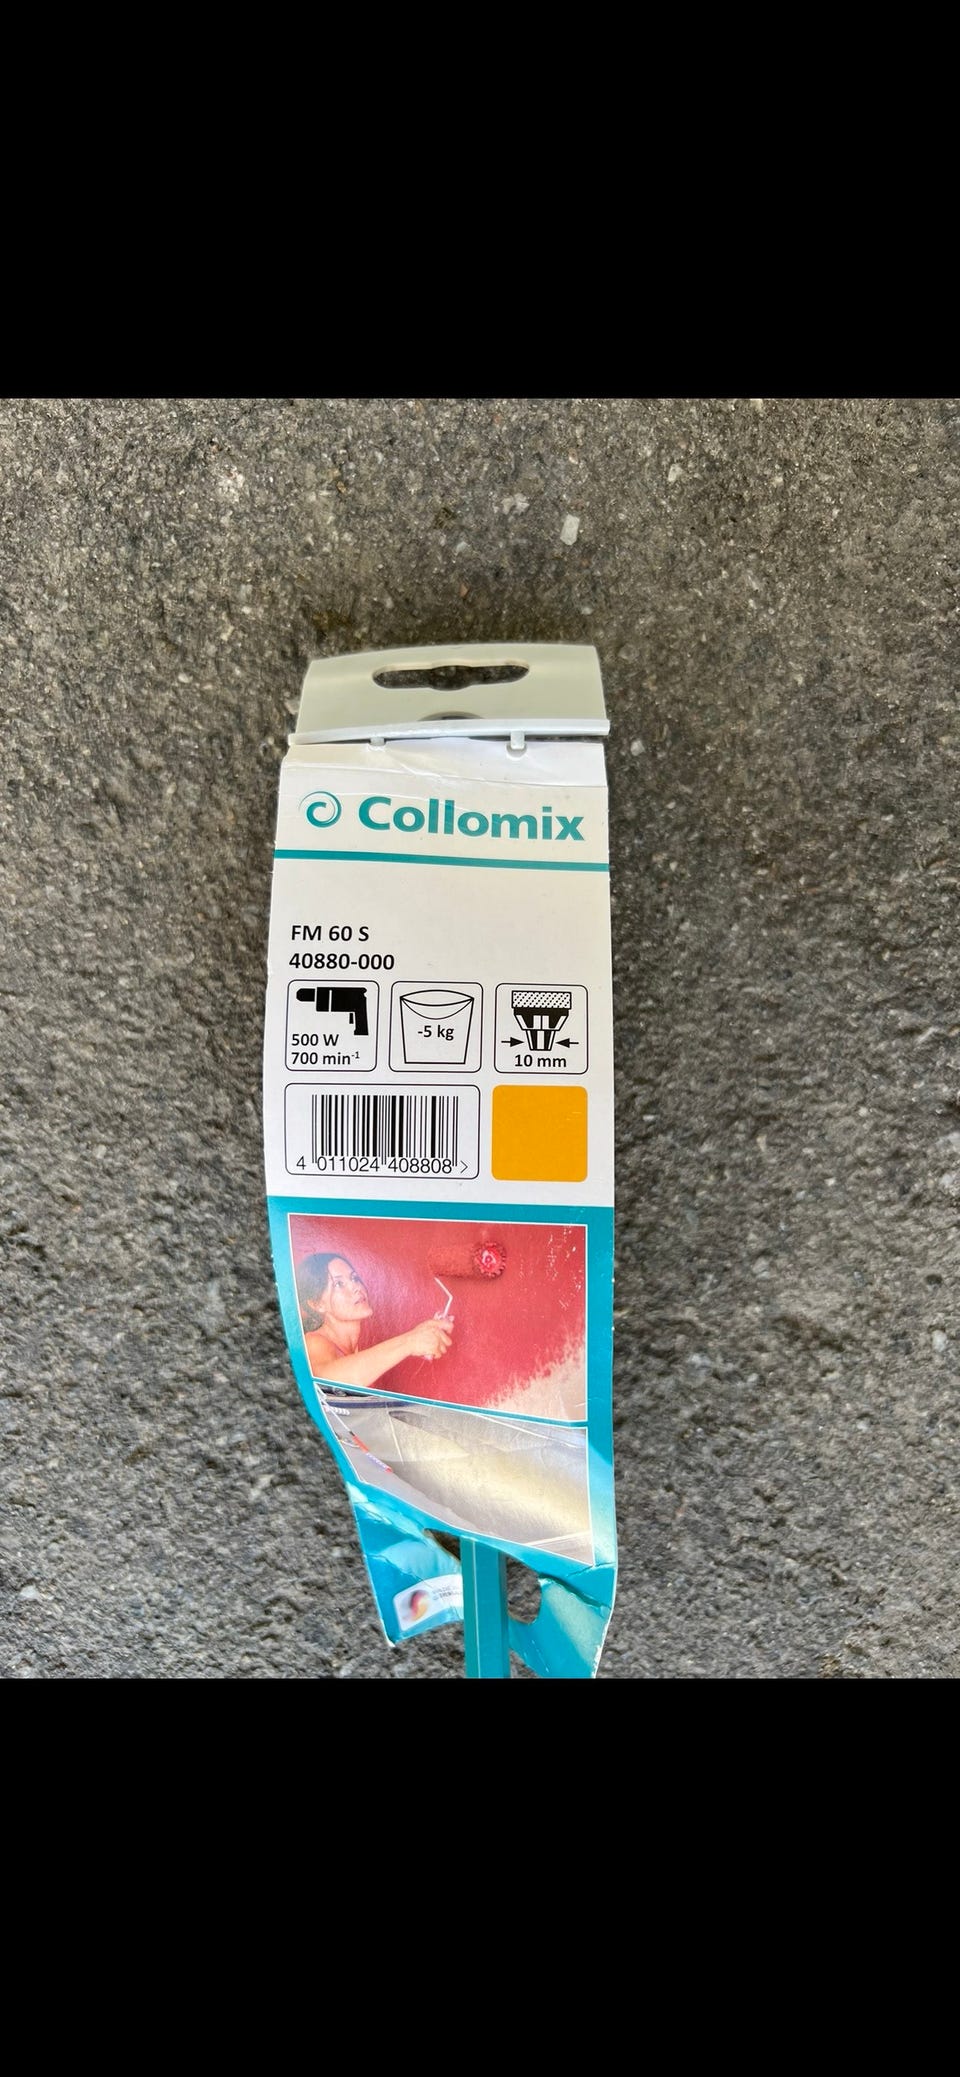 Collomix
FM 60 S
40880-000
500 W
700 min⁻¹
-5 kg
10 mm
4 011024 408808 >